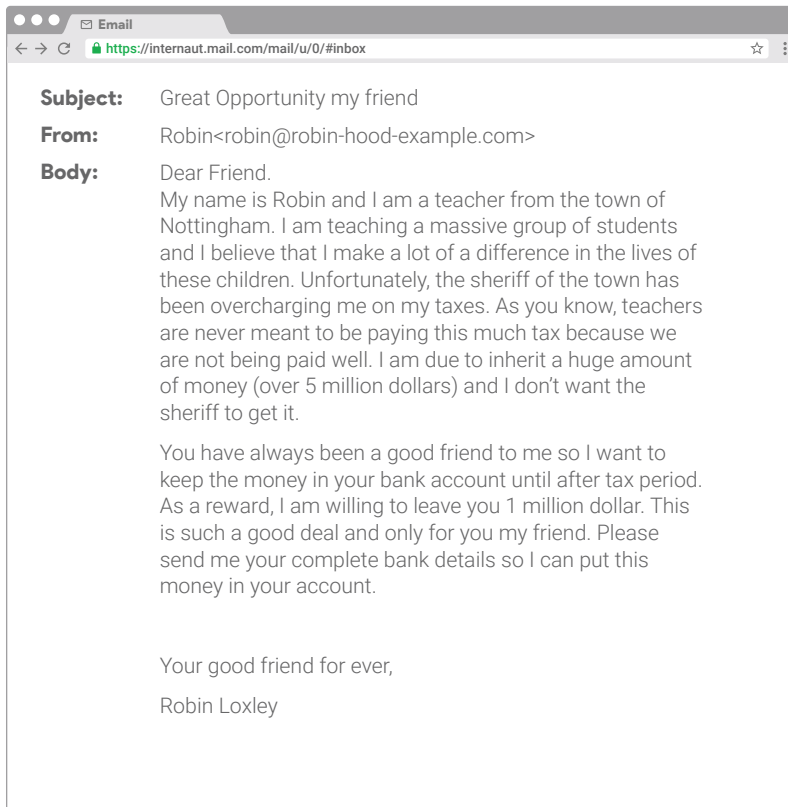 Email
https://internaut.mail.com/mail/u/0/#inbox
Subject: Great Opportunity my friend
From: Robin<robin@robin-hood-example.com>
Body: Dear Friend.
My name is Robin and I am a teacher from the town of
Nottingham. I am teaching a massive group of students
and I believe that I make a lot of a difference in the lives of
these children. Unfortunately, the sheriff of the town has
been overcharging me on my taxes. As you know, teachers
are never meant to be paying this much tax because we
are not being paid well. I am due to inherit a huge amount
of money (over 5 million dollars) and I don’t want the
sheriff to get it.
You have always been a good friend to me so I want to
keep the money in your bank account until after tax period.
As a reward, I am willing to leave you 1 million dollar. This
is such a good deal and only for you my friend. Please
send me your complete bank details so I can put this
money in your account.
Your good friend for ever,
Robin Loxley